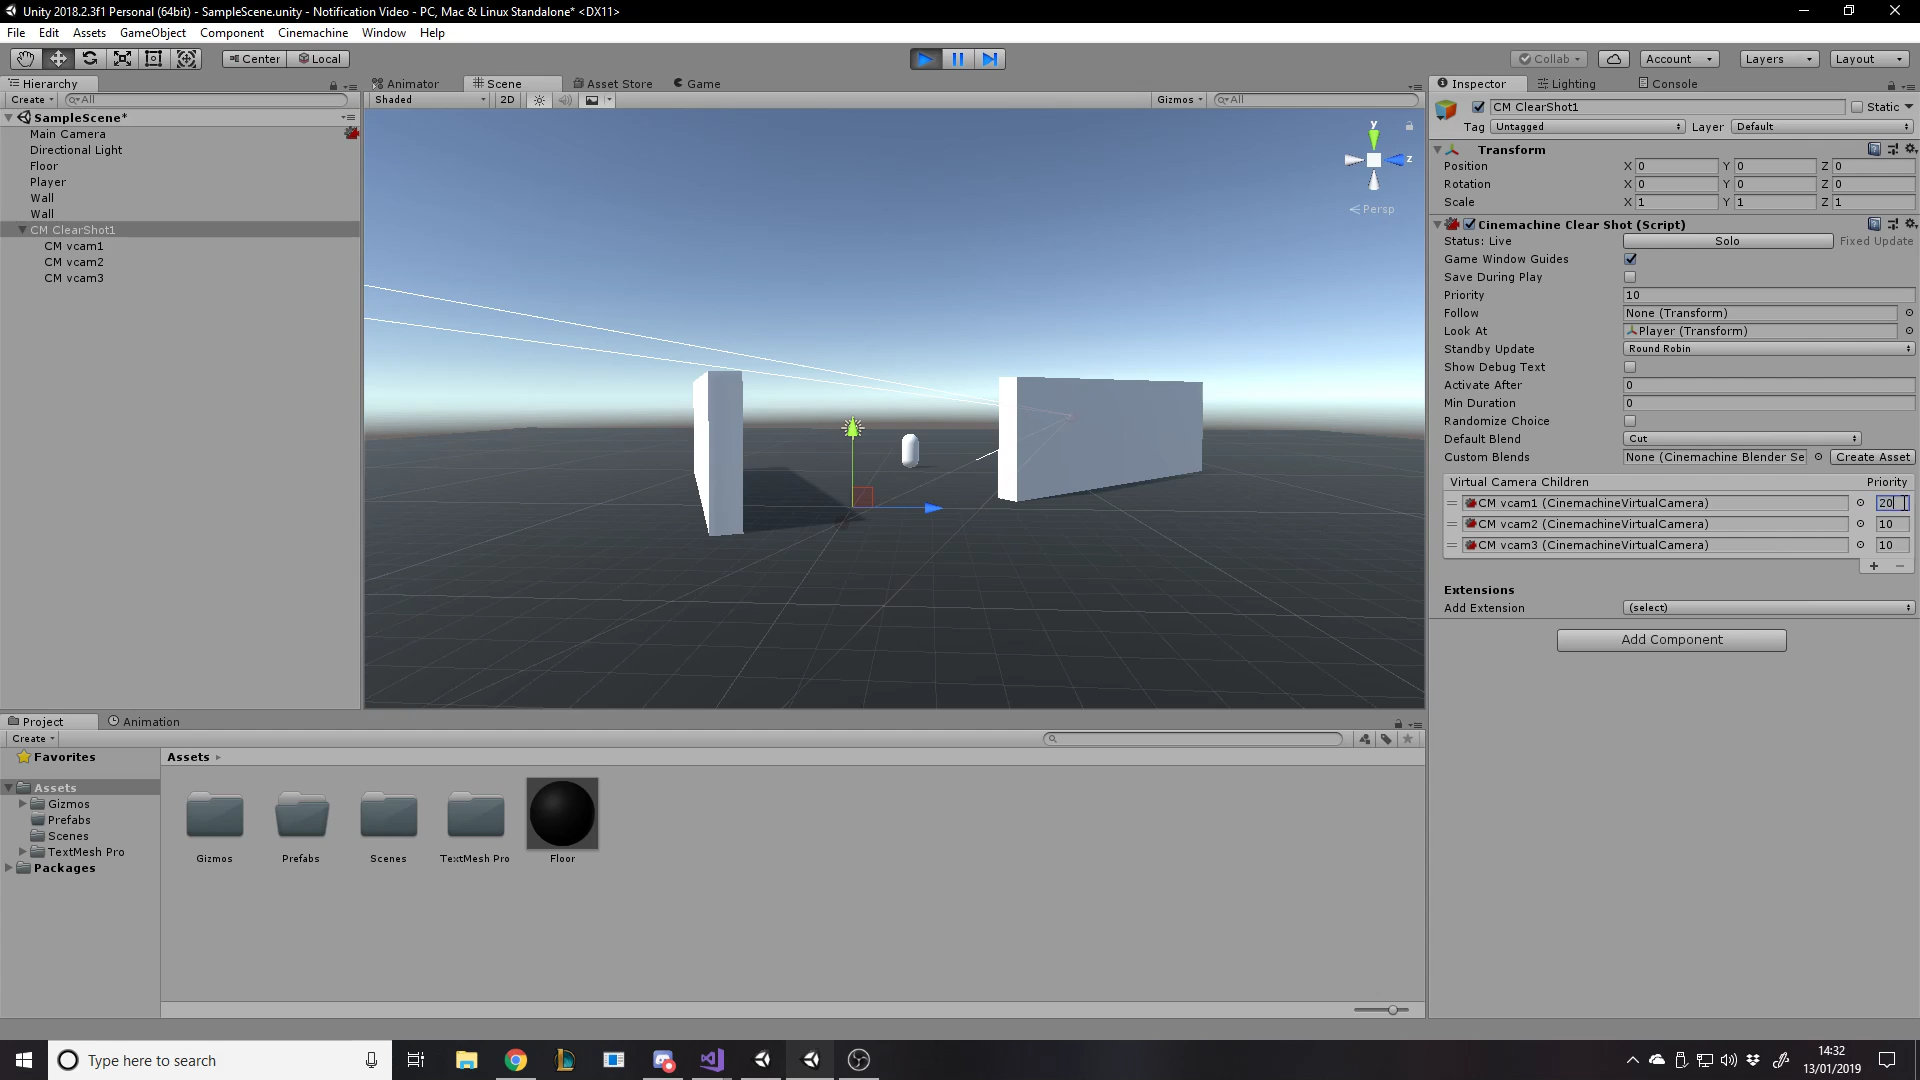 Unity 2018.2.3f1 Personal (64bit) - SampleScene.unity - Notification Video - PC, Mac & Linux Standalone* <DX11>
File Edit Assets GameObject Component Cinemachine Window Help
Center Local Collab Account Layers Layout
Hierarchy
Create All
SampleScene*
Main Camera
Directional Light
Floor
Player
Wall
Wall
CM ClearShot1
CM vcam1
CM vcam2
CM vcam3
Animator Scene Asset Store Game
Shaded 2D Gizmos All
y
z
Persp
Inspector Lighting Console
CM ClearShot1 Static
Tag Untagged Layer Default
Transform
Position X 0 Y 0 Z 0
Rotation X 0 Y 0 Z 0
Scale X 1 Y 1 Z 1
Cinemachine Clear Shot (Script)
Status: Live Solo Fixed Update
Game Window Guides
Save During Play
Priority 10
Follow None (Transform)
Look At Player (Transform)
Standby Update Round Robin
Show Debug Text
Activate After 0
Min Duration 0
Randomize Choice
Default Blend Cut
Custom Blends None (Cinemachine Blender Se Create Asset
Virtual Camera Children Priority
CM vcam1 (CinemachineVirtualCamera) 20
CM vcam2 (CinemachineVirtualCamera) 10
CM vcam3 (CinemachineVirtualCamera) 10
Extensions
Add Extension (select)
Add Component
Project Animation
Create
Favorites
Assets
Gizmos
Prefabs
Scenes
TextMesh Pro
Packages
Assets
Gizmos Prefabs Scenes TextMesh Pro Floor
Type here to search
14:32
13/01/2019